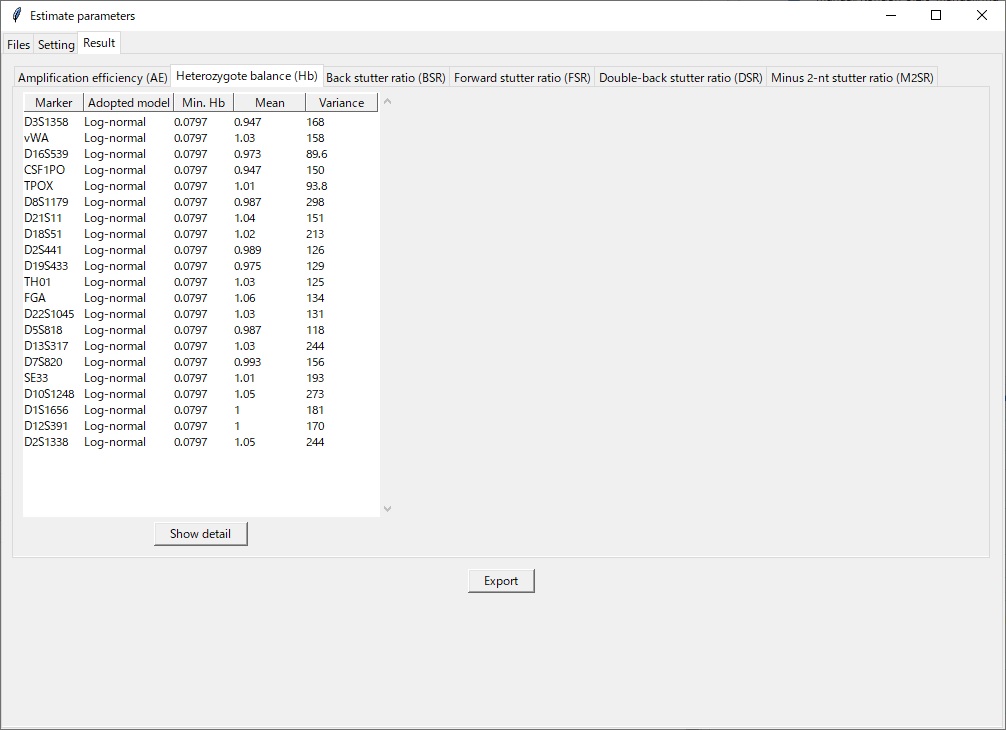 Estimate parameters
Files Setting Result
Amplification efficiency (AE) Heterozygote balance (Hb) Back stutter ratio (BSR) Forward stutter ratio (FSR) Double-back stutter ratio (DSR) Minus 2-nt stutter ratio (M2SR)
Marker Adopted model Min. Hb Mean Variance
D3S1358 Log-normal 0.0797 0.947 168
vWA Log-normal 0.0797 1.03 158
D16S539 Log-normal 0.0797 0.973 89.6
CSF1PO Log-normal 0.0797 0.947 150
TPOX Log-normal 0.0797 1.01 93.8
D8S1179 Log-normal 0.0797 0.987 298
D21S11 Log-normal 0.0797 1.04 151
D18S51 Log-normal 0.0797 1.02 213
D2S441 Log-normal 0.0797 0.989 126
D19S433 Log-normal 0.0797 0.975 129
TH01 Log-normal 0.0797 1.03 125
FGA Log-normal 0.0797 1.06 134
D22S1045 Log-normal 0.0797 1.03 131
D5S818 Log-normal 0.0797 0.987 118
D13S317 Log-normal 0.0797 1.03 244
D7S820 Log-normal 0.0797 0.993 156
SE33 Log-normal 0.0797 1.01 193
D10S1248 Log-normal 0.0797 1.05 273
D1S1656 Log-normal 0.0797 1 181
D12S391 Log-normal 0.0797 1 170
D2S1338 Log-normal 0.0797 1.05 244
Show detail
Export